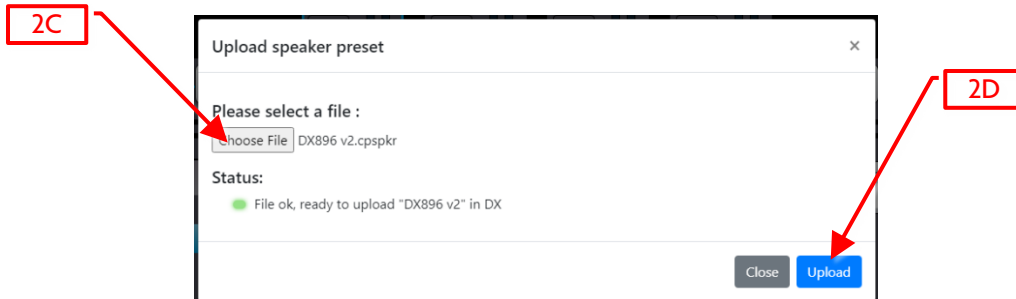 2C
Upload speaker preset ×
2D
Please select a file :
Choose File DX896 v2.cpspkr
Status:
File ok, ready to upload "DX896 v2" in DX
Close Upload